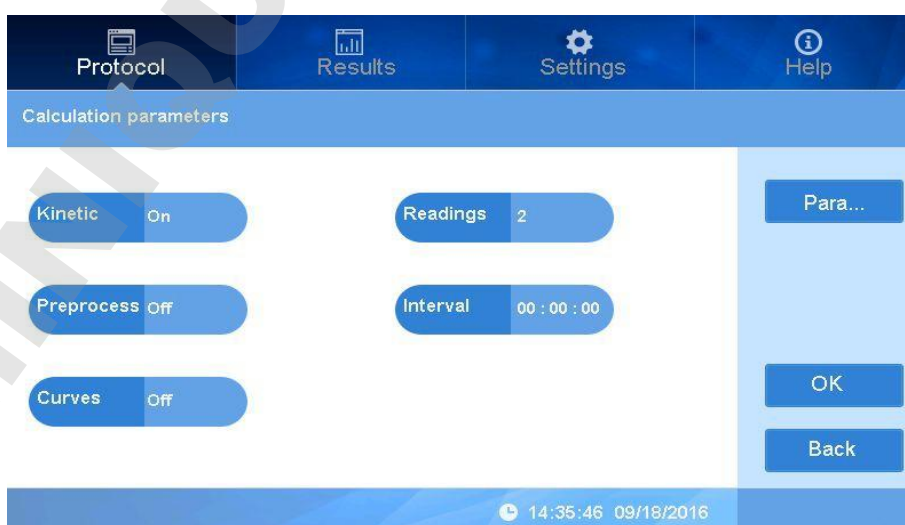 Protocol
Results
Settings
Help
Calculation parameters
Kinetic On
Readings 2
Para...
Preprocess Off
Interval 00 : 00 : 00
Curves Off
OK
Back
14:35:46 09/18/2016